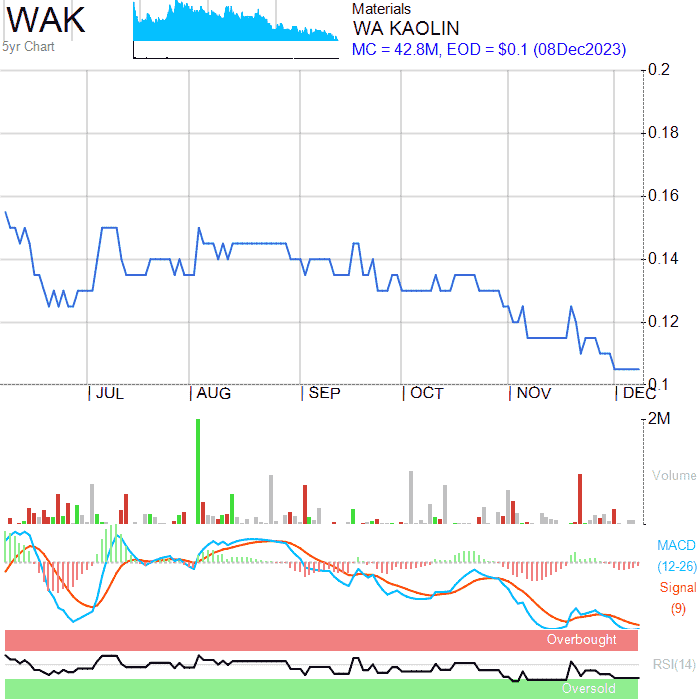 WAK
5yr Chart
Materials
WA KAOLIN
MC = 42.8M, EOD = $0.1 (08Dec2023)
0.2
0.18
0.16
0.14
0.12
0.1
JUL AUG SEP OCT NOV DEC
2M
Volume
MACD
(12-26)
Signal
(9)
Overbought
RSI(14)
Oversold